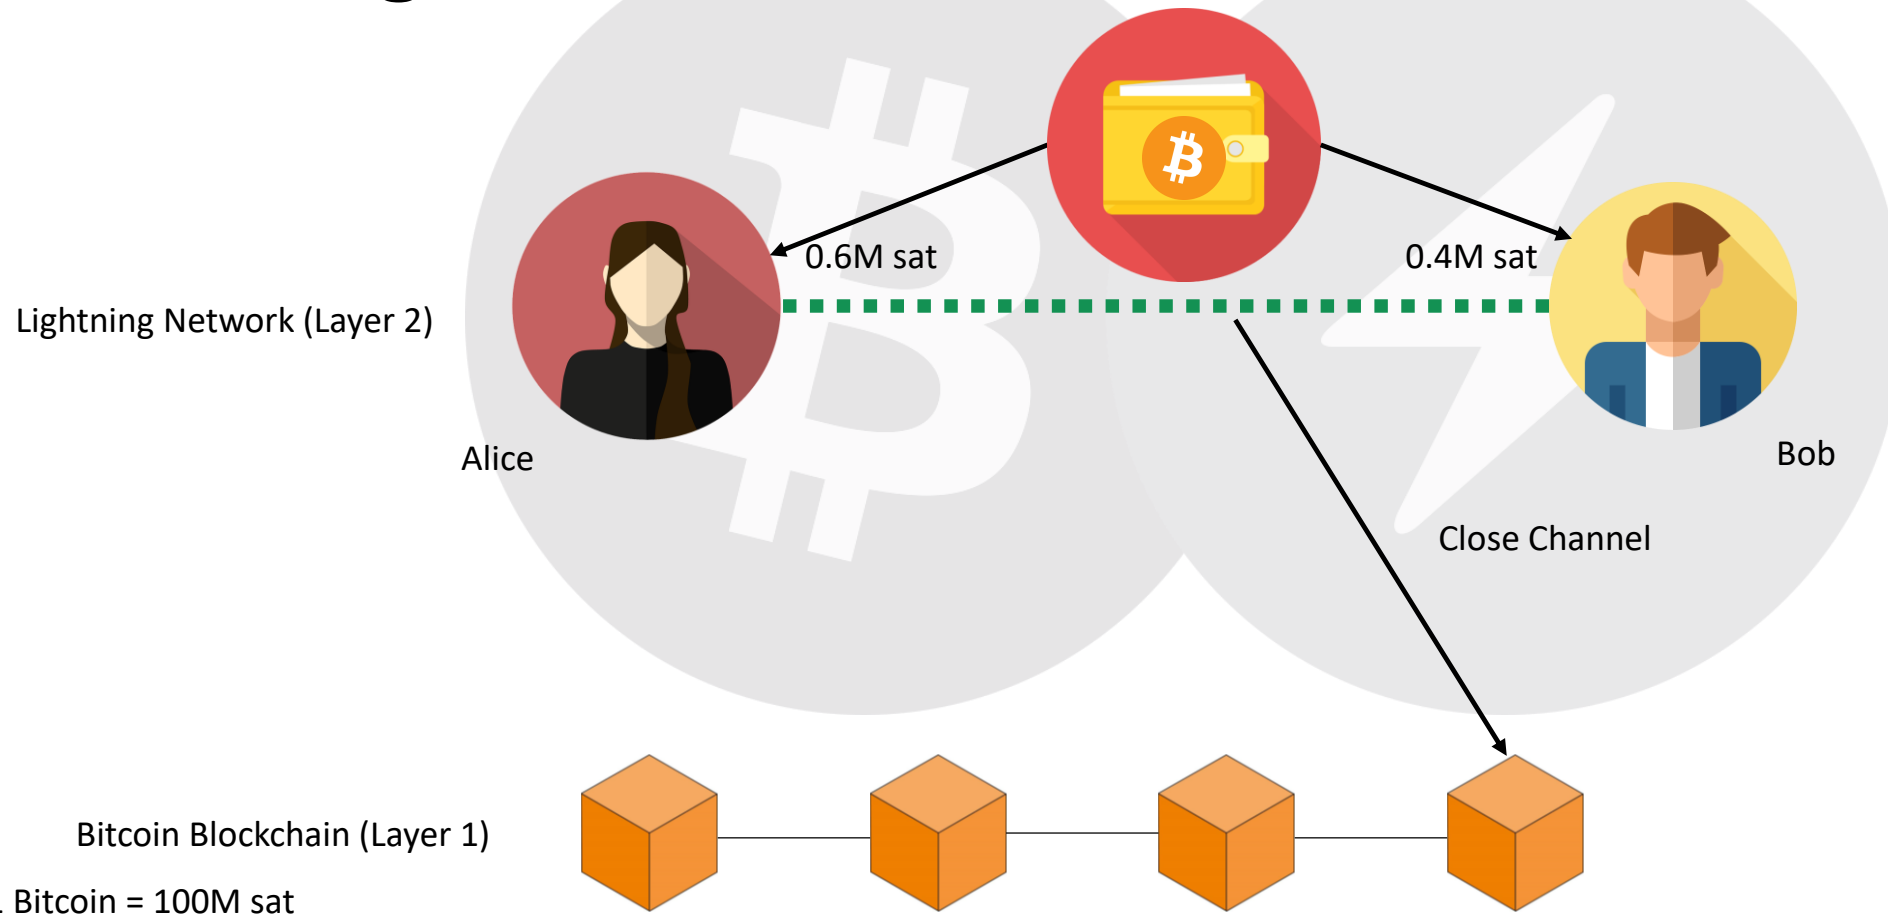 0.6M sat
0.4M sat
Lightning Network (Layer 2)
Alice
Bob
Close Channel
Bitcoin Blockchain (Layer 1)
Bitcoin = 100M sat